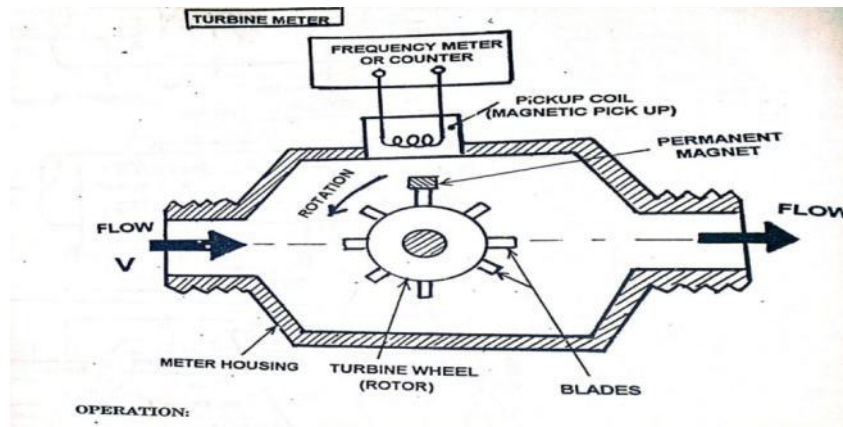 TURBINE METER
FREQUENCY METER
OR COUNTER
PICKUP COIL
(MAGNETIC PICK UP)
PERMANENT
MAGNET
ROTATION
FLOW
V
FLOW
METER HOUSING
TURBINE WHEEL
(ROTOR)
BLADES
OPERATION: